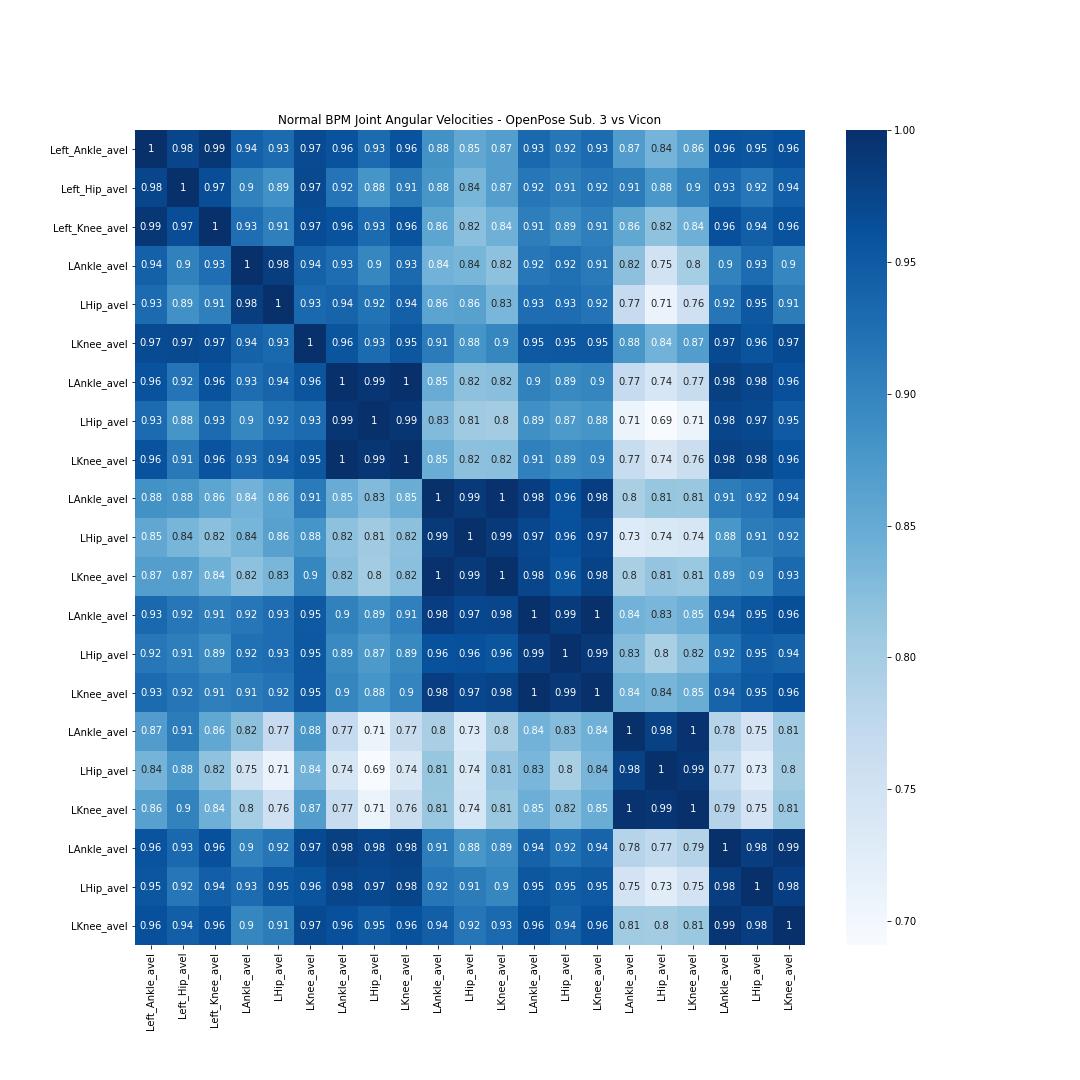 Normal BPM Joint Angular Velocities - OpenPose Sub. 3 vs Vicon
Left_Ankle_avel 1 0.98 0.99 0.94 0.93 0.97 0.96 0.93 0.96 0.88 0.85 0.87 0.93 0.92 0.93 0.87 0.84 0.86 0.96 0.95 0.96
Left_Hip_avel 0.98 1 0.97 0.9 0.89 0.97 0.92 0.88 0.91 0.88 0.84 0.87 0.92 0.91 0.92 0.91 0.88 0.9 0.93 0.92 0.94
Left_Knee_avel 0.99 0.97 1 0.93 0.91 0.97 0.96 0.93 0.96 0.86 0.82 0.84 0.91 0.89 0.91 0.86 0.82 0.84 0.96 0.94 0.96
LAnkle_avel 0.94 0.9 0.93 1 0.98 0.94 0.93 0.9 0.93 0.84 0.84 0.82 0.92 0.92 0.91 0.82 0.75 0.8 0.9 0.93 0.9
LHip_avel 0.93 0.89 0.91 0.98 1 0.93 0.94 0.92 0.94 0.86 0.86 0.83 0.93 0.93 0.92 0.77 0.71 0.76 0.92 0.95 0.91
LKnee_avel 0.97 0.97 0.97 0.94 0.93 1 0.96 0.93 0.95 0.91 0.88 0.9 0.95 0.95 0.95 0.88 0.84 0.87 0.97 0.96 0.97
LAnkle_avel 0.96 0.92 0.96 0.93 0.94 0.96 1 0.99 1 0.85 0.82 0.82 0.9 0.89 0.9 0.77 0.74 0.77 0.98 0.98 0.96
LHip_avel 0.93 0.88 0.93 0.9 0.92 0.93 0.99 1 0.99 0.83 0.81 0.8 0.89 0.87 0.88 0.71 0.69 0.71 0.98 0.97 0.95
LKnee_avel 0.96 0.91 0.96 0.93 0.94 0.95 1 0.99 1 0.85 0.82 0.82 0.91 0.89 0.9 0.77 0.74 0.76 0.98 0.98 0.96
LAnkle_avel 0.88 0.88 0.86 0.84 0.86 0.91 0.85 0.83 0.85 1 0.99 1 0.98 0.96 0.98 0.8 0.81 0.81 0.91 0.92 0.94
LHip_avel 0.85 0.84 0.82 0.84 0.86 0.88 0.82 0.81 0.82 0.99 1 0.99 0.97 0.96 0.97 0.73 0.74 0.74 0.88 0.91 0.92
LKnee_avel 0.87 0.87 0.84 0.82 0.83 0.9 0.82 0.8 0.82 1 0.99 1 0.98 0.96 0.98 0.8 0.81 0.81 0.89 0.9 0.93
LAnkle_avel 0.93 0.92 0.91 0.92 0.93 0.95 0.9 0.89 0.91 0.98 0.97 0.98 1 0.99 1 0.84 0.83 0.85 0.94 0.95 0.96
LHip_avel 0.92 0.91 0.89 0.92 0.93 0.95 0.89 0.87 0.89 0.96 0.96 0.96 0.99 1 0.99 0.83 0.8 0.82 0.92 0.95 0.94
LKnee_avel 0.93 0.92 0.91 0.91 0.92 0.95 0.9 0.88 0.9 0.98 0.97 0.98 1 0.99 1 0.84 0.84 0.85 0.94 0.95 0.96
LAnkle_avel 0.87 0.91 0.86 0.82 0.77 0.88 0.77 0.71 0.77 0.8 0.73 0.8 0.84 0.83 0.84 1 0.98 1 0.78 0.75 0.81
LHip_avel 0.84 0.88 0.82 0.75 0.71 0.84 0.74 0.69 0.74 0.81 0.74 0.81 0.83 0.8 0.84 0.98 1 0.99 0.77 0.73 0.8
LKnee_avel 0.86 0.9 0.84 0.8 0.76 0.87 0.77 0.71 0.76 0.81 0.74 0.81 0.85 0.82 0.85 1 0.99 1 0.79 0.75 0.81
LAnkle_avel 0.96 0.93 0.96 0.9 0.92 0.97 0.98 0.98 0.98 0.91 0.88 0.89 0.94 0.92 0.94 0.78 0.77 0.79 1 0.98 0.99
LHip_avel 0.95 0.92 0.94 0.93 0.95 0.96 0.98 0.97 0.98 0.92 0.91 0.9 0.95 0.95 0.95 0.75 0.73 0.75 0.98 1 0.98
LKnee_avel 0.96 0.94 0.96 0.9 0.91 0.97 0.96 0.95 0.96 0.94 0.92 0.93 0.96 0.94 0.96 0.81 0.8 0.81 0.99 0.98 1
Left_Ankle_avel
Left_Hip_avel
Left_Knee_avel
LAnkle_avel
LHip_avel
LKnee_avel
LAnkle_avel
LHip_avel
LKnee_avel
LAnkle_avel
LHip_avel
LKnee_avel
LAnkle_avel
LHip_avel
LKnee_avel
LAnkle_avel
LHip_avel
LKnee_avel
LAnkle_avel
LHip_avel
LKnee_avel
1.00
0.95
0.90
0.85
0.80
0.75
0.70